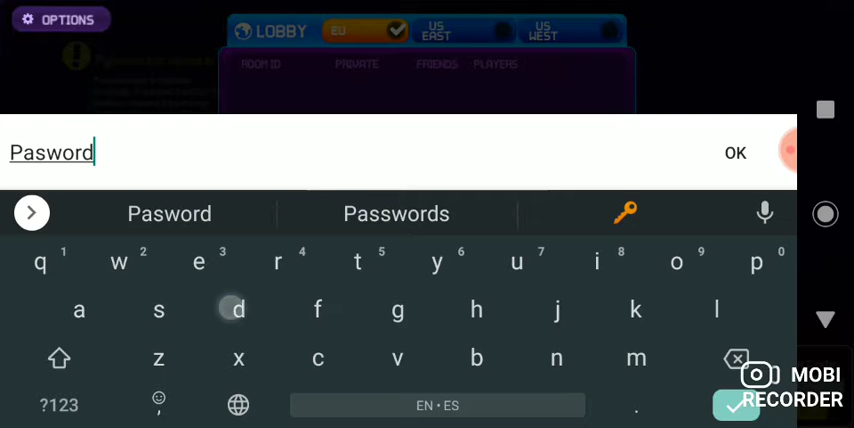 OPTIONS
LOBBY EU US EAST US WEST
ROOM ID PRIVATE FRIENDS PLAYERS
Pasword OK
Pasword Passwords
q 1 w 2 e 3 r 4 t 5 y 6 u 7 i 8 o 9 p 0
a s d f g h j k l
z x c v b n m
?123 , EN • ES .
MOBI
RECORDER